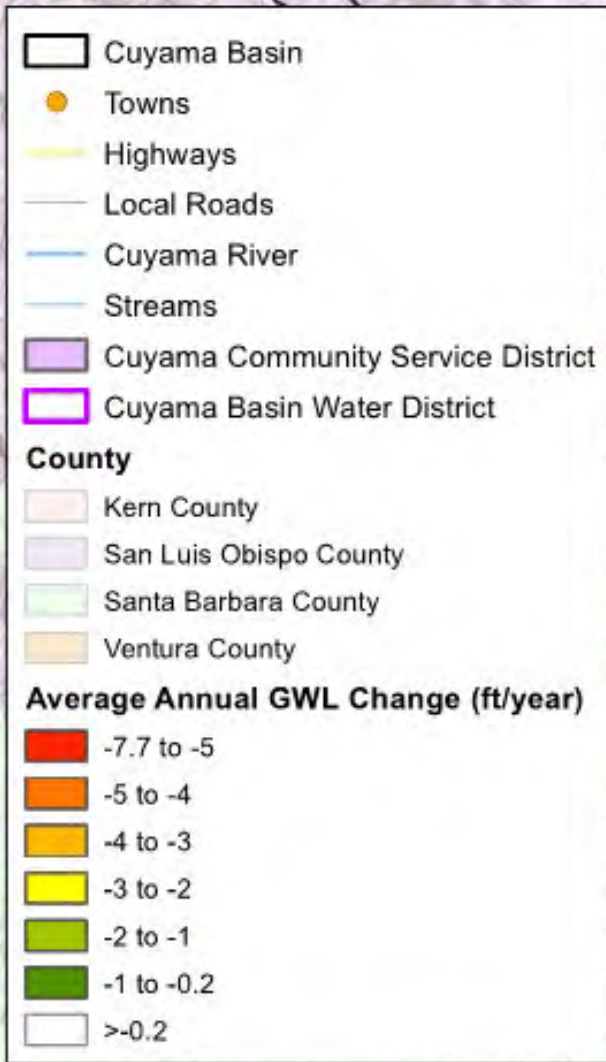 Cuyama Basin
Towns
Highways
Local Roads
Cuyama River
Streams
Cuyama Community Service District
Cuyama Basin Water District
County
Kern County
San Luis Obispo County
Santa Barbara County
Ventura County
Average Annual GWL Change (ft/year)
-7.7 to -5
-5 to -4
-4 to -3
-3 to -2
-2 to -1
-1 to -0.2
>-0.2